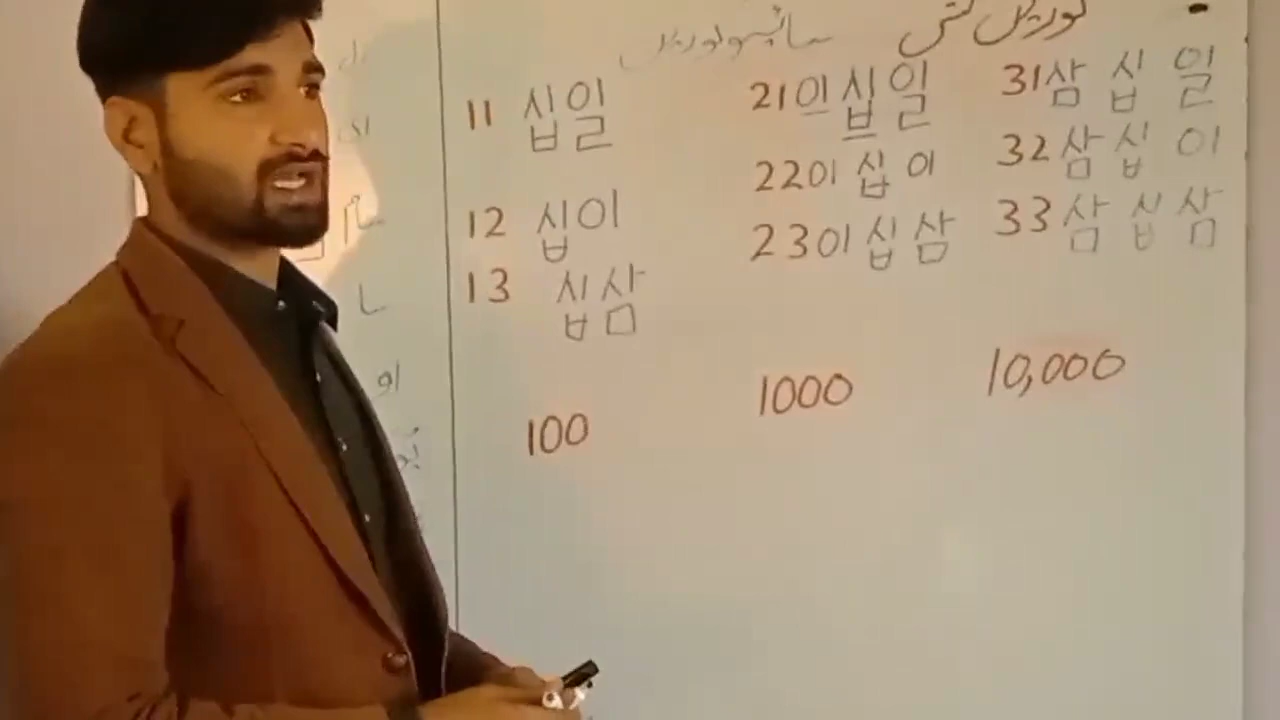 11 십일 21 이십일 31 삼십일
12 십이 22 이십 이 32 삼십 이
13 십삼 23 이십삼 33 삼십삼
100 1000 10,000
او